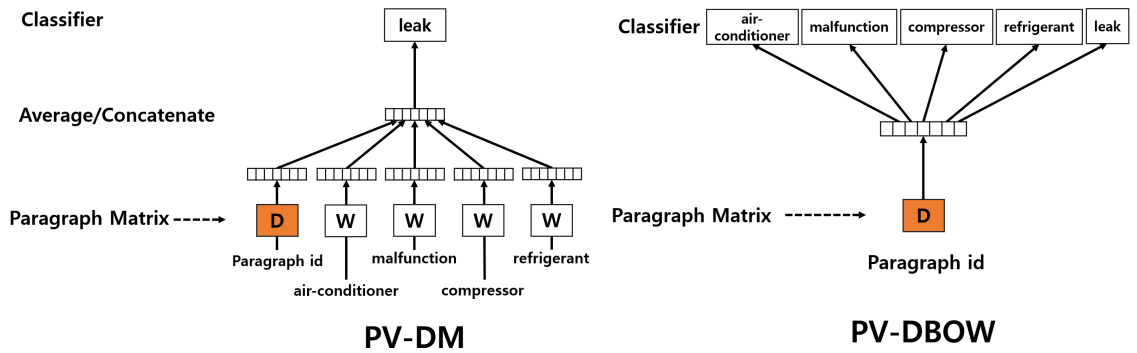 Classifier
leak
Average/Concatenate
Paragraph Matrix
D
W
W
W
W
Paragraph id
malfunction
refrigerant
air-conditioner
compressor
PV-DM
Classifier
air-
conditioner
malfunction
compressor
refrigerant
leak
Paragraph Matrix
D
Paragraph id
PV-DBOW